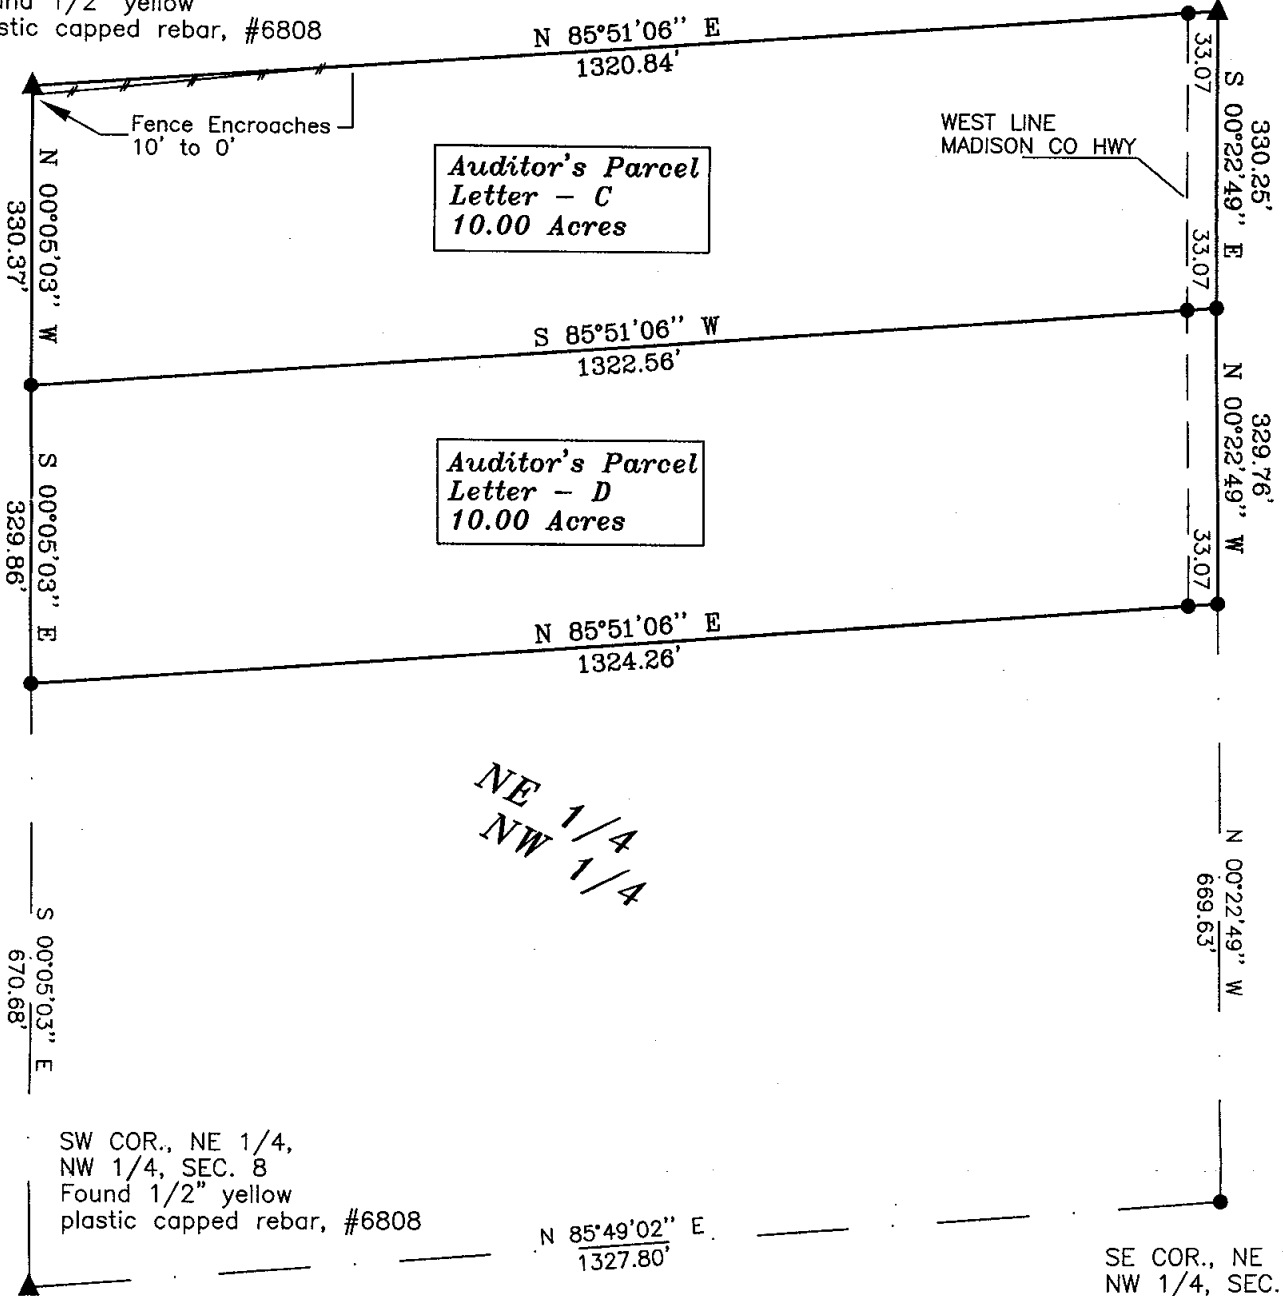 1/2" yellow
capped rebar, #6808
N 85°51'06" E
1320.84'
33.07
S 00°22'49" E
330.25'
Fence Encroaches
10' to 0'
WEST LINE
MADISON CO HWY
Auditor's Parcel
Letter - C
10.00 Acres
N 00°05'03" W
330.37'
33.07
S 85°51'06" W
1322.56'
N 00°22'49" W
329.76'
Auditor's Parcel
Letter - D
10.00 Acres
S 00°05'03" E
329.86'
33.07
N 85°51'06" E
1324.26'
NE 1/4
NW 1/4
N 00°22'49" W
669.63'
S 00°05'03" E
670.68'
SW COR., NE 1/4,
NW 1/4, SEC. 8
Found 1/2" yellow
plastic capped rebar, #6808
N 85°49'02" E
1327.80'
SE COR., NE
NW 1/4, SEC.